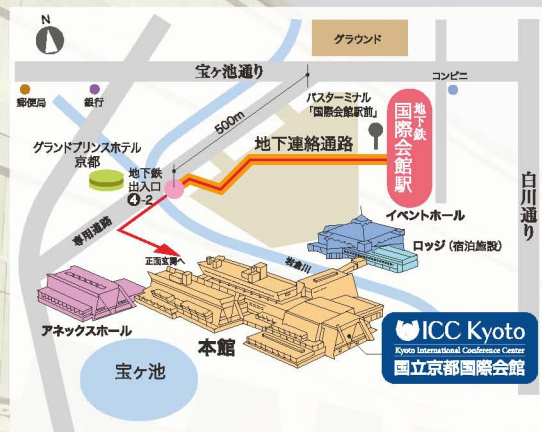 N
グラウンド
宝ヶ池通り
コンビニ
郵便局
銀行
500m
バスターミナル
「国際会館駅前」
地下鉄
国際会館駅
地下連絡通路
白川通り
グランドプリンスホテル
京都
地下鉄
出入口
❹-2
専用通路
正面玄関へ
イベントホール
ロッジ（宿泊施設）
岩倉川
アネックスホール
本館
宝ヶ池
ICC Kyoto
Kyoto International Conference Center
国立京都国際会館